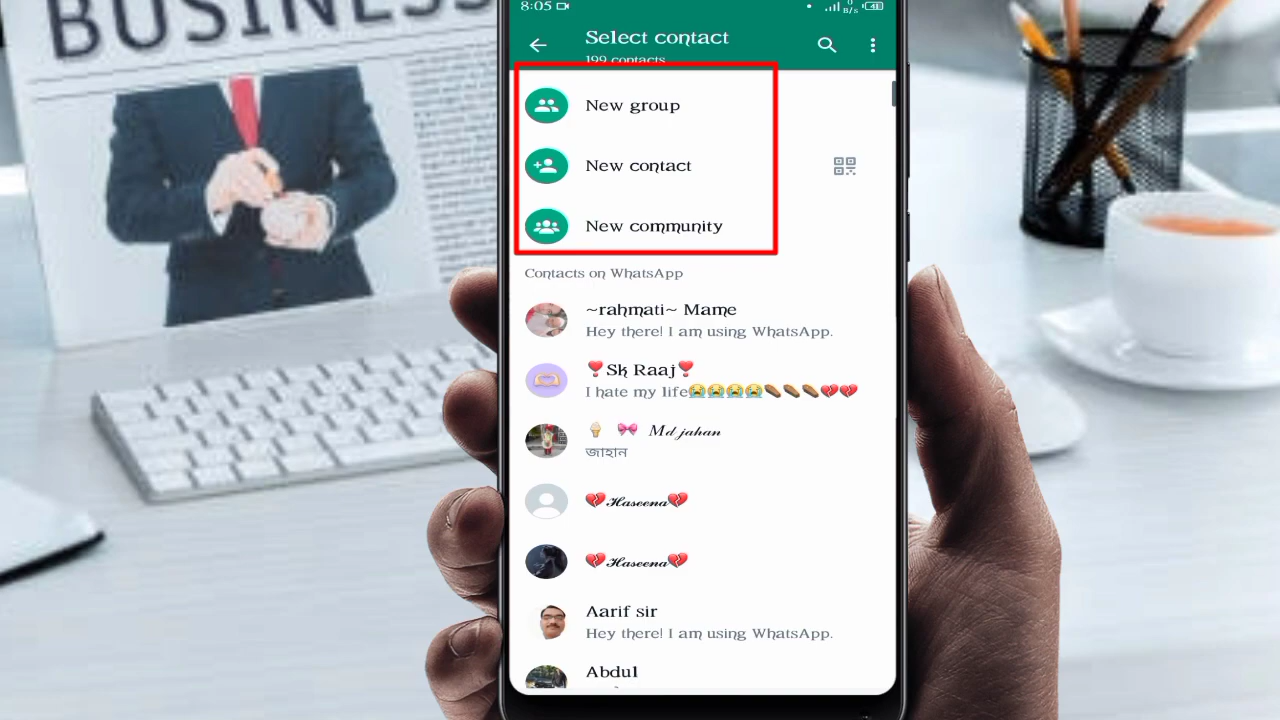 BUSINESS
8:05
0
B/s
41
Select contact
199 contacts
New group
New contact
New community
Contacts on WhatsApp
~rahmati~ Mame
Hey there! I am using WhatsApp.
❣️Sk Raaj❣️
I hate my life😭😭😭😭⚰️⚰️⚰️💔💔
🍦 🎀 𝓜𝓭 𝓳𝓪𝓱𝓪𝓷
জাহান
💔𝓗𝓪𝓼𝓮𝓮𝓷𝓪💔
💔𝓗𝓪𝓼𝓮𝓮𝓷𝓪💔
Aarif sir
Hey there! I am using WhatsApp.
Abdul